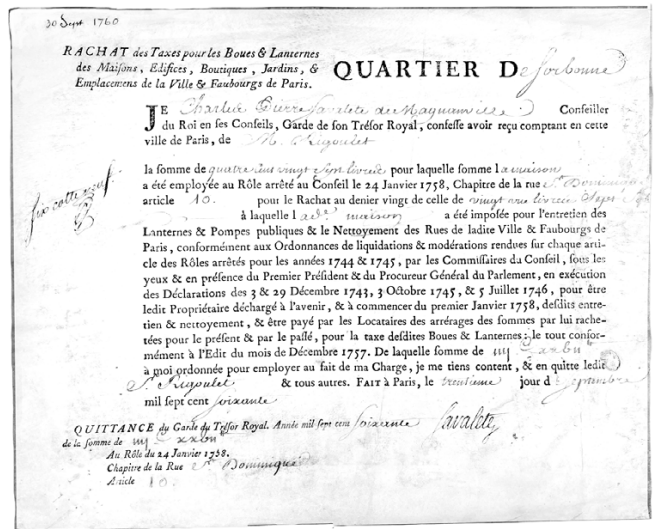 30 Sept 1760
RACHAT des Taxes pour les Boues & Lanternes
des Maisons, Edifices, Boutiques, Jardins, &
Emplacemens de la Ville & Faubourgs de Paris.
QUARTIER De Sorbonne
JE Charles Pierre Savalete de Magnanville Conseiller
du Roi en ses Conseils, Garde de son Trésor Royal, confesse avoir reçu comptant en cette
ville de Paris, de M. Rigoulet
la somme de quatre cent vingt sept livres pour laquelle somme la maison
a été employée au Rôle arrêté au Conseil le 24 Janvier 1758, Chapitre de la rue St. Dominique
article 10. pour le Rachat au denier vingt de celle de vingt une livres sept
à laquelle lad. maison a été imposée pour l'entretien des
Lanternes & Pompes publiques & le Nettoyement des Rues de ladite Ville & Faubourgs de
Paris, conformément aux Ordonnances de liquidations & modérations rendues sur chaque arti-
cle des Rôles arrêtés pour les années 1744 & 1745, par les Commissaires du Conseil, sous les
yeux & en présence du Premier Président & du Procureur Général du Parlement, en exécution
des Déclarations des 3 & 29 Décembre 1743, 3 Octobre 1745, & 5 Juillet 1746, pour être
ledit Propriétaire déchargé à l'avenir, & à commencer du premier Janvier 1758, desdits entre-
tien & nettoyement, & être payé par les Locataires des arrérages des sommes par lui rache-
tées pour le présent & par le passé, pour la taxe desdites Boues & Lanternes; le tout confor-
mément à l'Edit du mois de Décembre 1757. De laquelle somme de
à moi ordonnée pour employer au fait de ma Charge, je me tiens content, & en quitte ledit
S. Rigoulet & tous autres. FAIT à Paris, le trentieme jour de Septembre
mil sept cent soixante
QUITTANCE du Garde du Trésor Royal. Année mil sept cent soixante Savalete
de la somme de
Au Rôle du 24 Janvier 1758.
Chapitre de la Rue St. Dominique
Article 10.